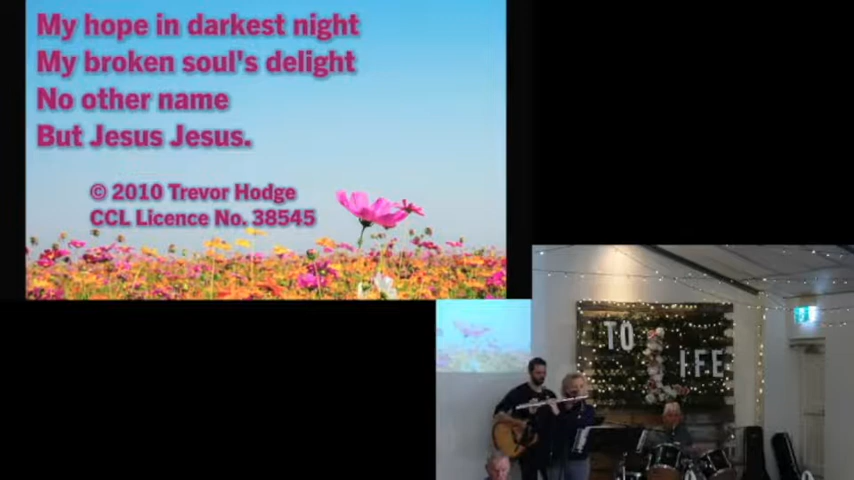 My hope in darkest night
My broken soul's delight
No other name
But Jesus Jesus.
© 2010 Trevor Hodge
CCL Licence No. 38545
TO
LIFE